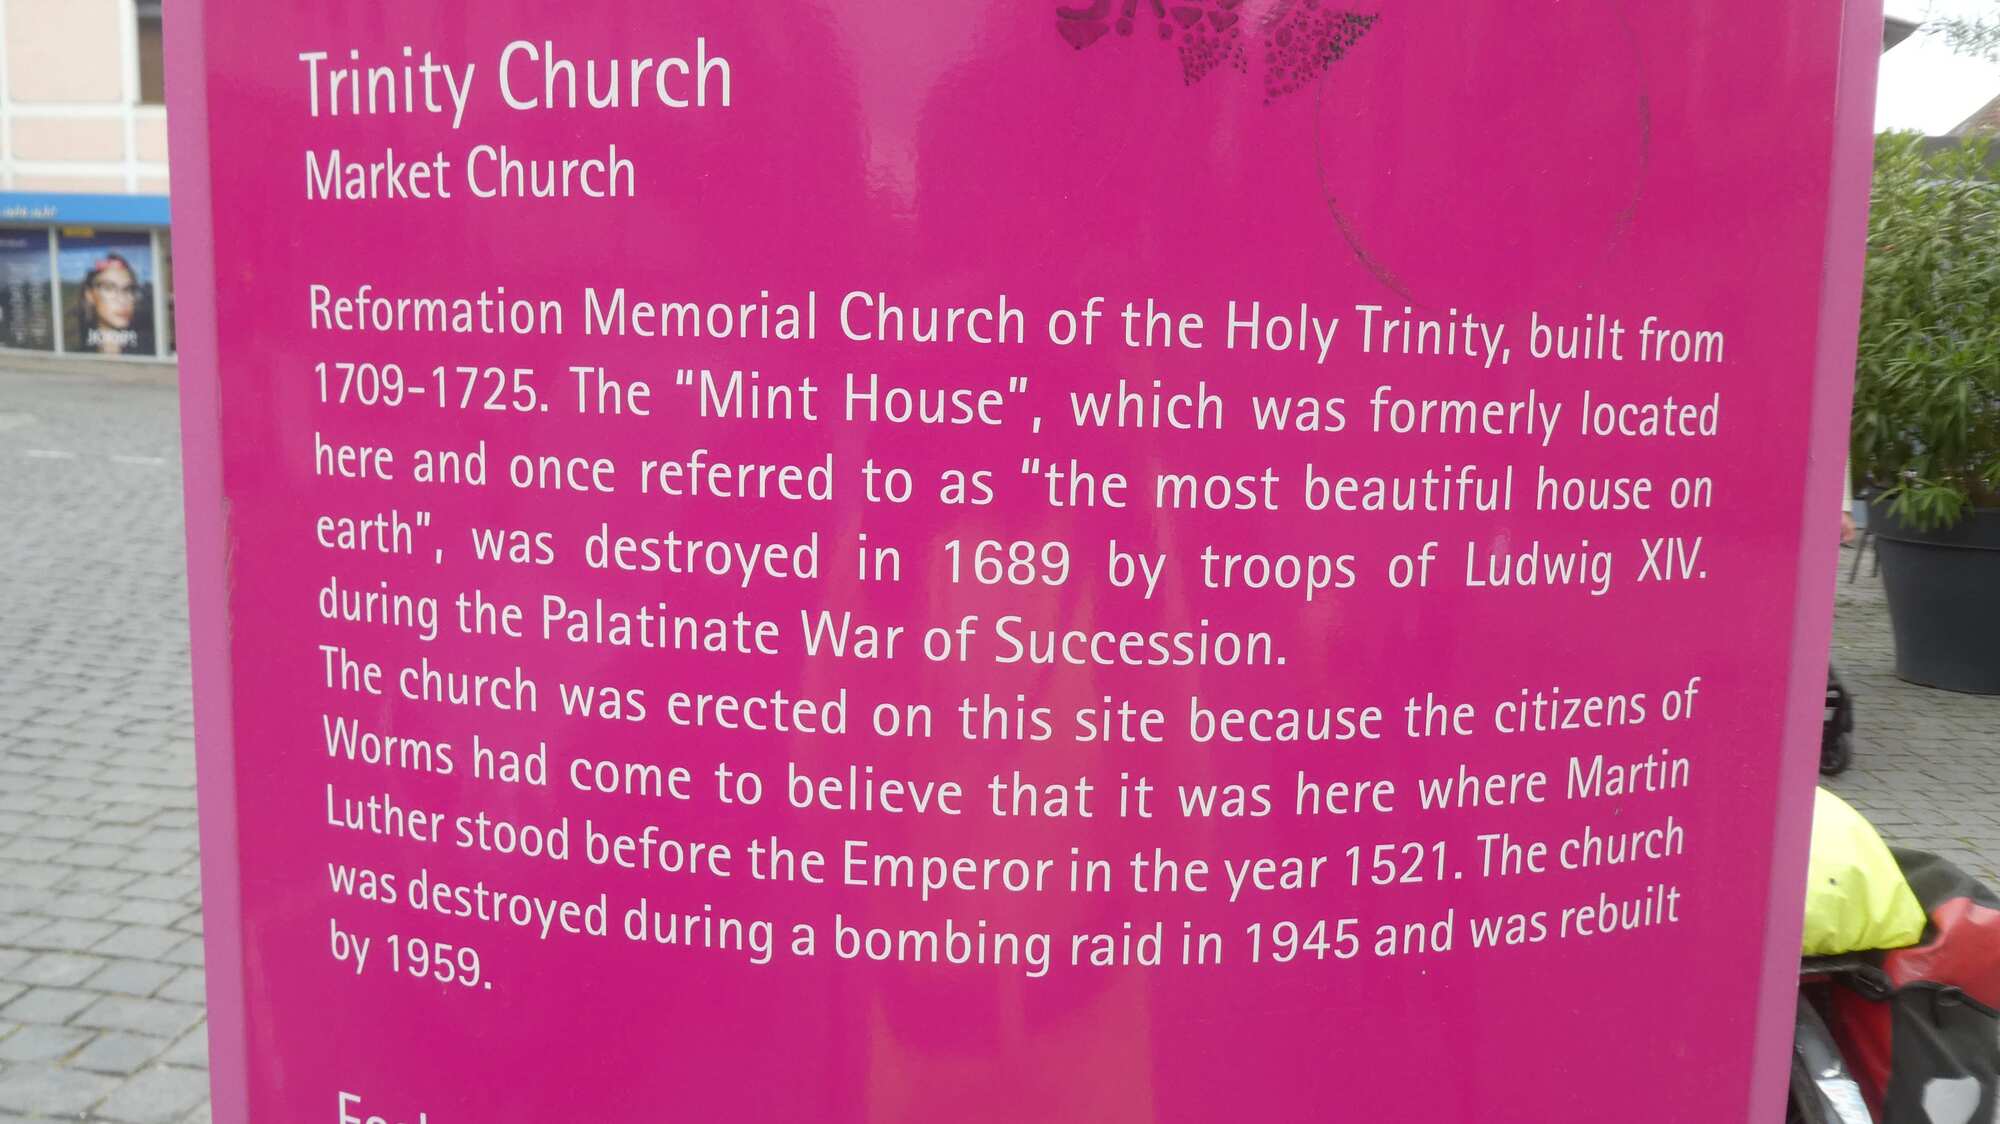 Trinity Church
Market Church
Reformation Memorial Church of the Holy Trinity, built from
1709-1725. The "Mint House", which was formerly located
here and once referred to as "the most beautiful house on
earth", was destroyed in 1689 by troops of Ludwig XIV.
during the Palatinate War of Succession.
The church was erected on this site because the citizens of
Worms had come to believe that it was here where Martin
Luther stood before the Emperor in the year 1521. The church
was destroyed during a bombing raid in 1945 and was rebuilt
by 1959.